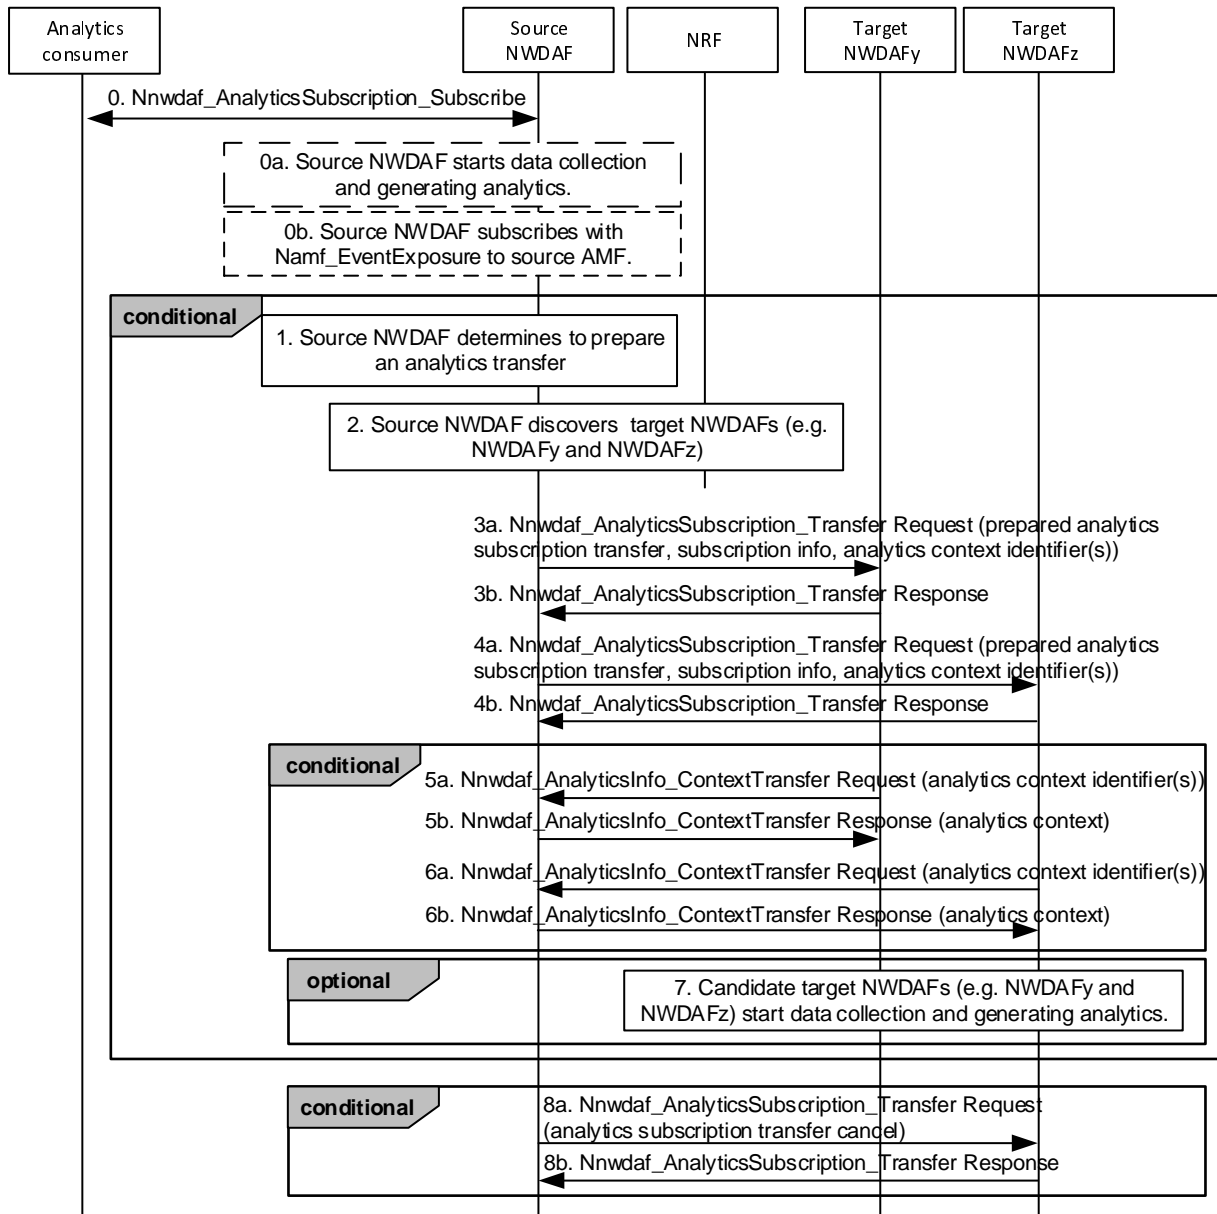 Analytics
consumer
Source
NWDAF
NRF
Target
NWDAFy
Target
NWDAFz
0. Nnwdaf_AnalyticsSubscription_Subscribe
0a. Source NWDAF starts data collection
and generating analytics.
0b. Source NWDAF subscribes with
Namf_EventExposure to source AMF.
conditional
1. Source NWDAF determines to prepare
an analytics transfer
2. Source NWDAF discovers target NWDAFs (e.g.
NWDAFy and NWDAFz)
3a. Nnwdaf_AnalyticsSubscription_Transfer Request (prepared analytics
subscription transfer, subscription info, analytics context identifier(s))
3b. Nnwdaf_AnalyticsSubscription_Transfer Response
4a. Nnwdaf_AnalyticsSubscription_Transfer Request (prepared analytics
subscription transfer, subscription info, analytics context identifier(s))
4b. Nnwdaf_AnalyticsSubscription_Transfer Response
conditional
5a. Nnwdaf_AnalyticsInfo_ContextTransfer Request (analytics context identifier(s))
5b. Nnwdaf_AnalyticsInfo_ContextTransfer Response (analytics context)
6a. Nnwdaf_AnalyticsInfo_ContextTransfer Request (analytics context identifier(s))
6b. Nnwdaf_AnalyticsInfo_ContextTransfer Response (analytics context)
optional
7. Candidate target NWDAFs (e.g. NWDAFy and
NWDAFz) start data collection and generating analytics.
conditional
8a. Nnwdaf_AnalyticsSubscription_Transfer Request
(analytics subscription transfer cancel)
8b. Nnwdaf_AnalyticsSubscription_Transfer Response